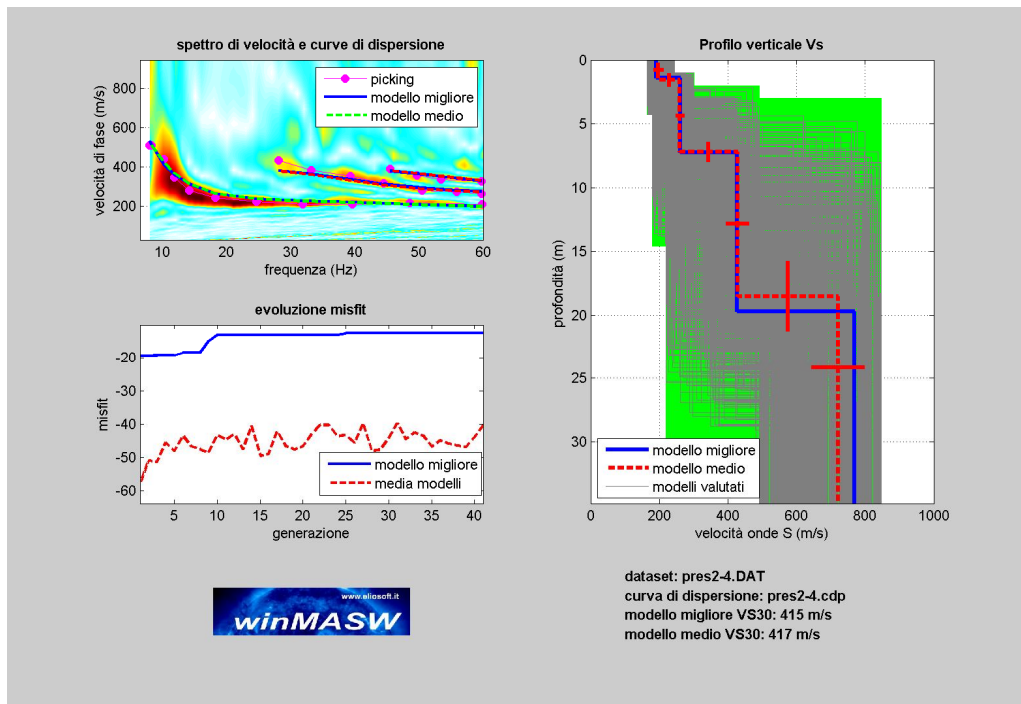 spettro di velocità e curve di dispersione
velocità di fase (m/s)
800
600
400
200
picking
modello migliore
modello medio
10
20
30
40
50
60
frequenza (Hz)
evoluzione misfit
misfit
-20
-30
-40
-50
-60
modello migliore
media modelli
5
10
15
20
25
30
35
40
generazione
www.eliosoft.it
winMASW
Profilo verticale Vs
profondità (m)
0
5
10
15
20
25
30
modello migliore
modello medio
modelli valutati
0
200
400
600
800
1000
velocità onde S (m/s)
dataset: pres2-4.DAT
curva di dispersione: pres2-4.cdp
modello migliore VS30: 415 m/s
modello medio VS30: 417 m/s